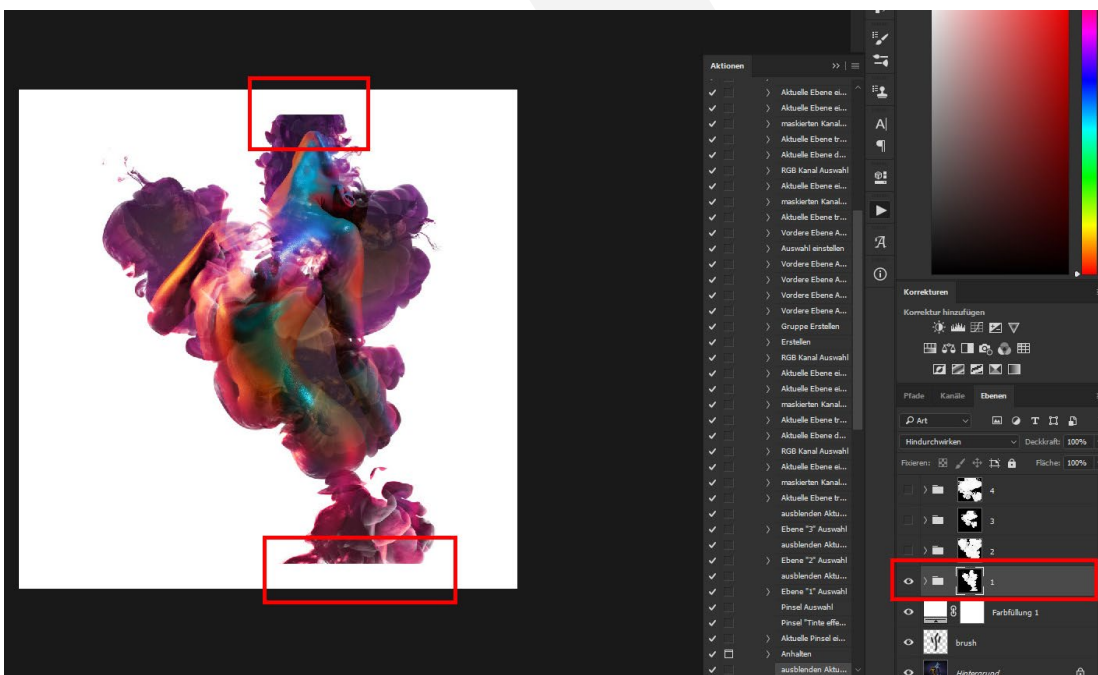 Aktionen
Aktuelle Ebene ei...
Aktuelle Ebene ei...
maskierten Kanal...
Aktuelle Ebene tr...
Aktuelle Ebene d...
RGB Kanal Auswahl
Aktuelle Ebene ei...
maskierten Kanal...
Aktuelle Ebene tr...
Vordere Ebene A...
Auswahl einstellen
Vordere Ebene A...
Vordere Ebene A...
Vordere Ebene A...
Vordere Ebene A...
Gruppe Erstellen
Erstellen
RGB Kanal Auswahl
Aktuelle Ebene ei...
Aktuelle Ebene ei...
maskierten Kanal...
Aktuelle Ebene tr...
Aktuelle Ebene d...
RGB Kanal Auswahl
Aktuelle Ebene ei...
maskierten Kanal...
Aktuelle Ebene tr...
ausblenden Aktu...
Ebene "3" Auswahl
ausblenden Aktu...
Ebene "2" Auswahl
ausblenden Aktu...
Ebene "1" Auswahl
Pinsel Auswahl
Pinsel "Tinte effe...
Aktuelle Pinsel ei...
Anhalten
ausblenden Aktu...
Korrekturen
Korrektur hinzufügen
Pfade Kanäle Ebenen
Art
Hindurchwirken Deckkraft: 100%
Fixieren: Fläche: 100%
4
3
2
1
Farbfüllung 1
brush
Hintergrund